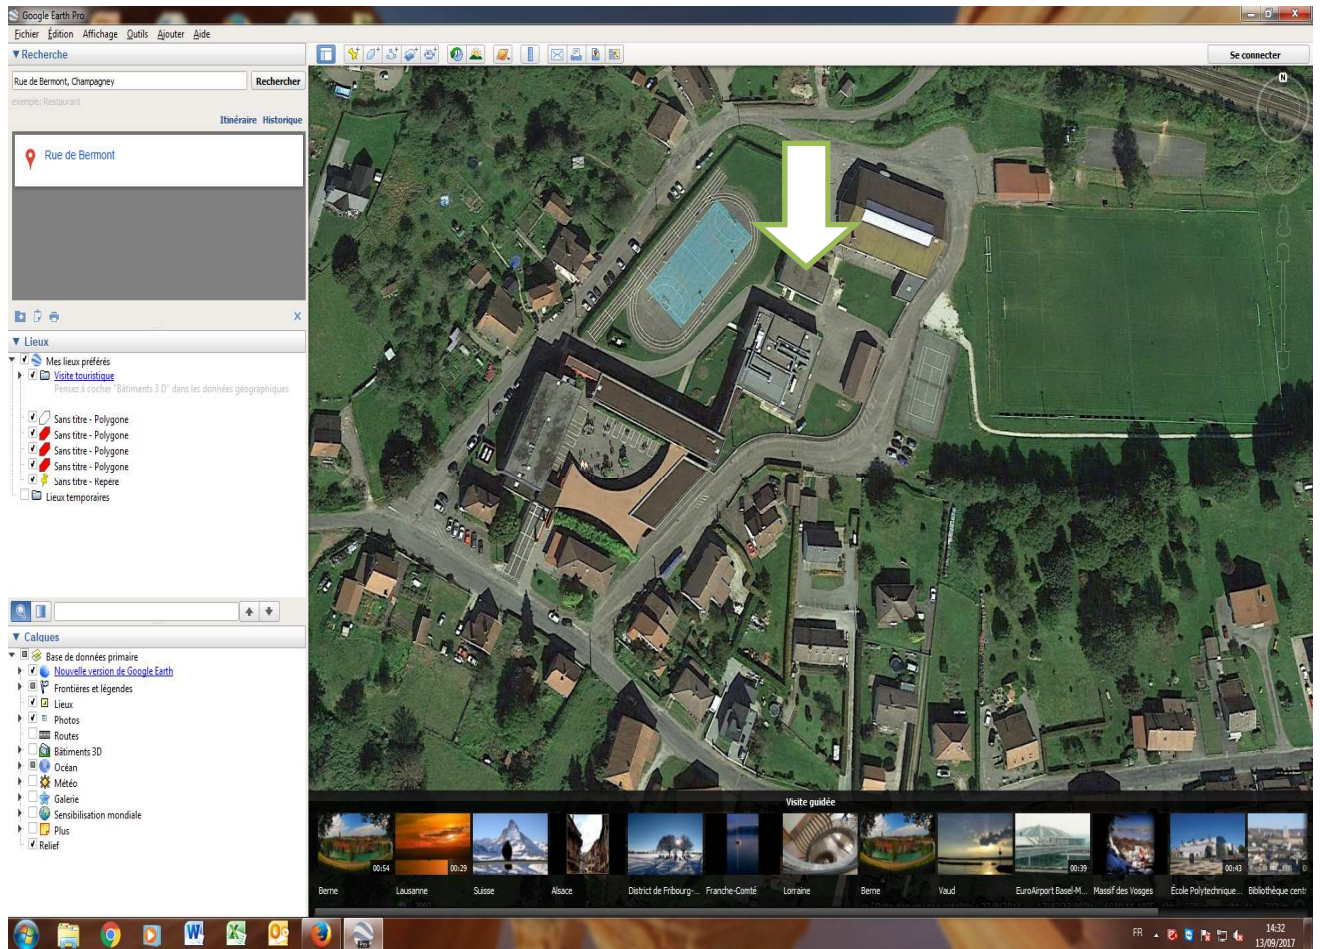 Google Earth Pro
Fichier Édition Affichage Outils Ajouter Aide
▼ Recherche
Se connecter
Rue de Bermont, Champagney
Rechercher
exemple: Restaurant
Itinéraire Historique
Rue de Bermont
N
▼ Lieux
Mes lieux préférés
Visite touristique
Pensez à cocher "Bâtiments 3 D" dans les données géographiques
Sans titre - Polygone
Sans titre - Polygone
Sans titre - Polygone
Sans titre - Polygone
Sans titre - Repère
Lieux temporaires
▼ Calques
Base de données primaire
Nouvelle version de Google Earth
Frontières et légendes
Lieux
Photos
Routes
Bâtiments 3D
Océan
Météo
Galerie
Sensibilisation mondiale
Plus
Relief
Visite guidée
00:54 00:29 00:39 00:43
Berne Lausanne Suisse Alsace District de Fribourg-... Franche-Comté Lorraine Berne Vaud EuroAirport Basel-M... Massif des Vosges École Polytechnique... Bibliothèque centr
Pro
FR
14:32
13/09/2017